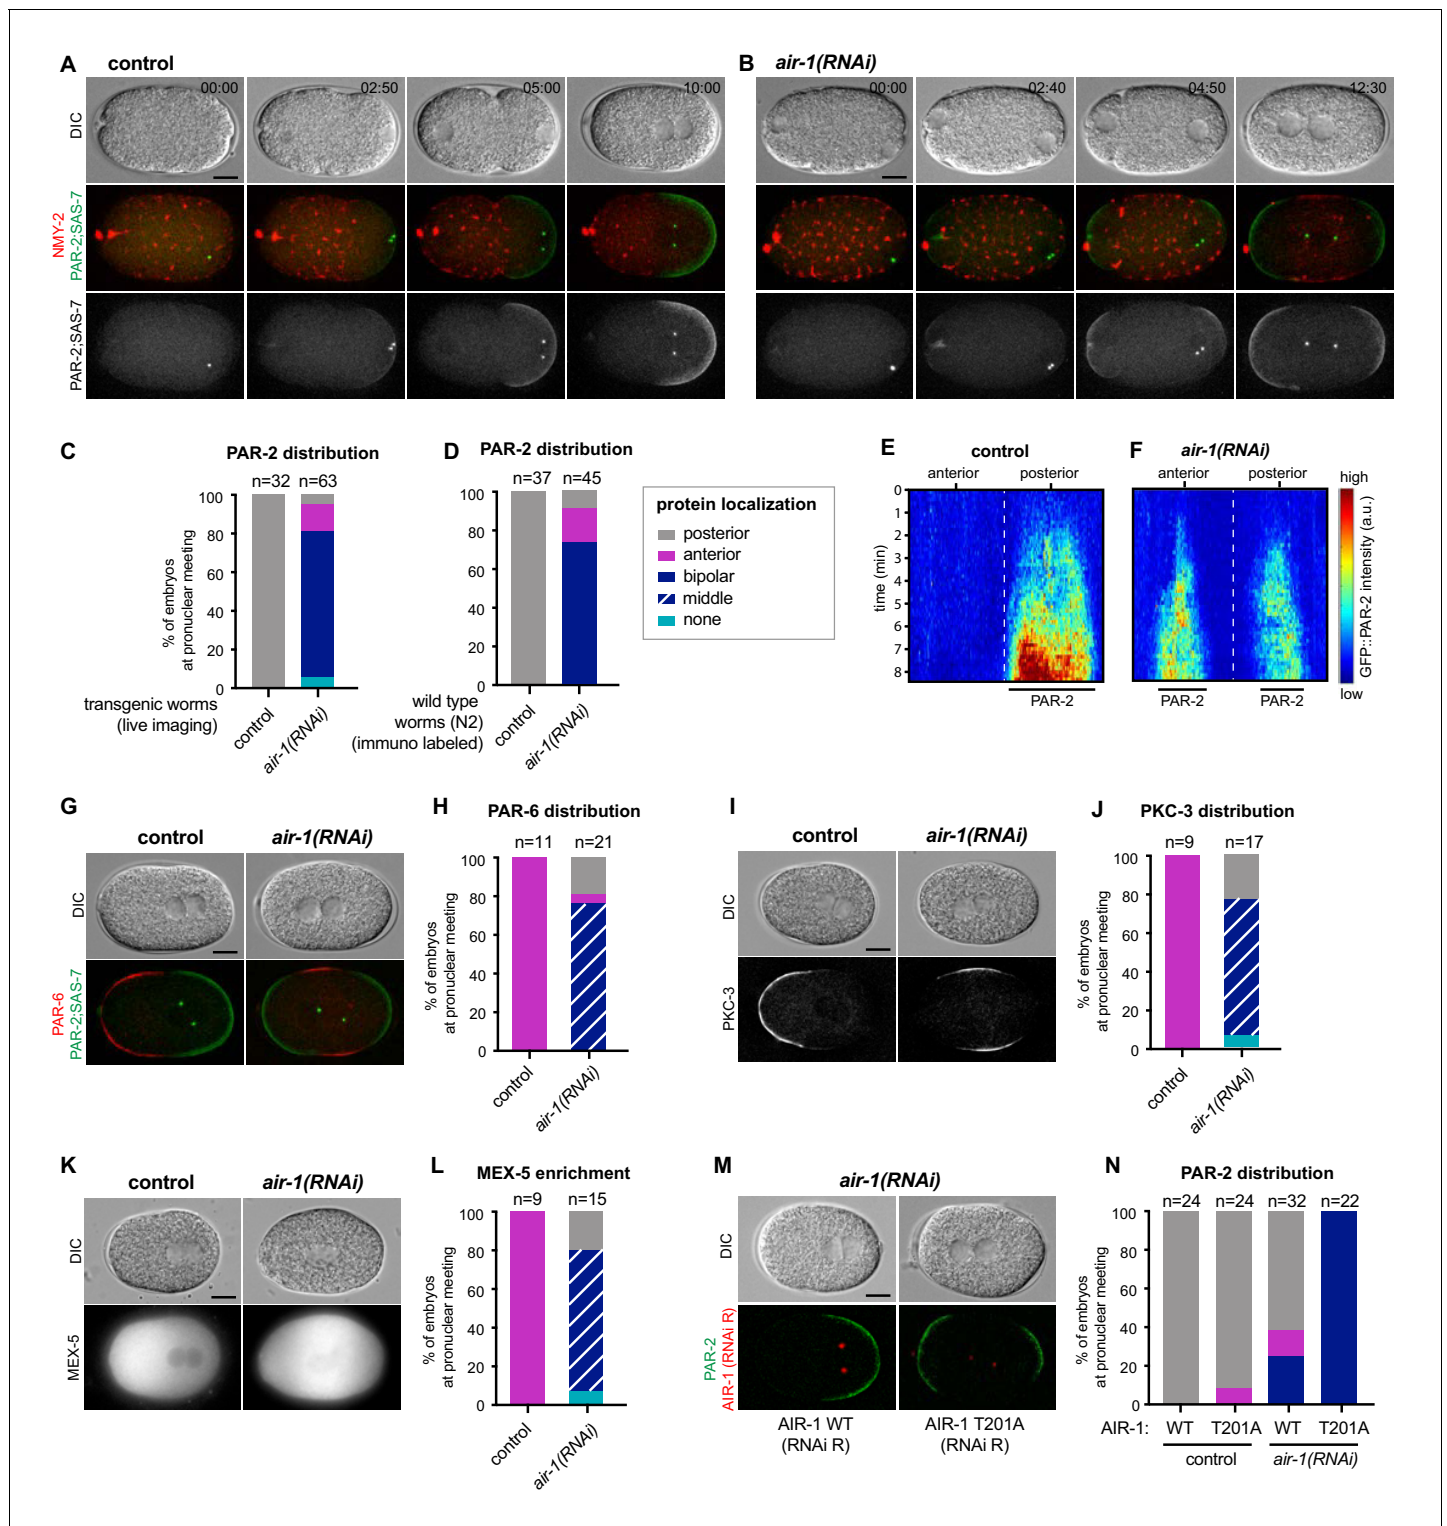 A control
B air-1(RNAi)
00:00 02:50 05:00 10:00
00:00 02:40 04:50 12:30
DIC
NMY-2
PAR-2;SAS-7
PAR-2;SAS-7
C PAR-2 distribution
n=32 n=63
% of embryos
at pronuclear meeting
100
80
60
40
20
0
transgenic worms
(live imaging)
control
air-1(RNAi)
D PAR-2 distribution
n=37 n=45
100
80
60
40
20
0
wild type
worms (N2)
(immuno labeled)
control
air-1(RNAi)
protein localization
posterior
anterior
bipolar
middle
none
E control
anterior posterior
time (min)
0
1
2
3
4
5
6
7
8
PAR-2
F air-1(RNAi)
anterior posterior
PAR-2 PAR-2
high
GFP::PAR-2 intensity (a.u.)
low
G
control air-1(RNAi)
DIC
PAR-6
PAR-2;SAS-7
H PAR-6 distribution
n=11 n=21
% of embryos
at pronuclear meeting
100
80
60
40
20
0
control
air-1(RNAi)
I
control air-1(RNAi)
DIC
PKC-3
J PKC-3 distribution
n=9 n=17
% of embryos
at pronuclear meeting
100
80
60
40
20
0
control
air-1(RNAi)
K
control air-1(RNAi)
DIC
MEX-5
L MEX-5 enrichment
n=9 n=15
% of embryos
at pronuclear meeting
100
80
60
40
20
0
control
air-1(RNAi)
M
air-1(RNAi)
DIC
PAR-2
AIR-1 (RNAi R)
AIR-1 WT
(RNAi R)
AIR-1 T201A
(RNAi R)
N PAR-2 distribution
n=24 n=24 n=32 n=22
% of embryos
at pronuclear meeting
100
80
60
40
20
0
AIR-1: WT T201A WT T201A
control air-1(RNAi)